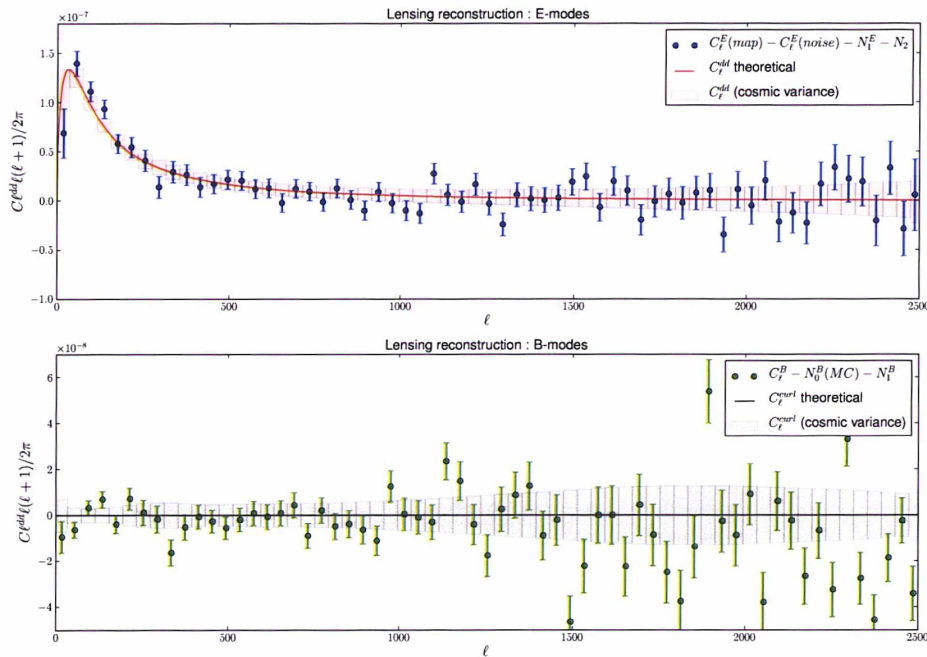 Lensing reconstruction : E-modes
×10⁻⁷
1.5
1.0
0.5
0.0
−0.5
−1.0
Cℓ^{dd}ℓ(ℓ + 1)/2π
C_ℓ^E(map) − C_ℓ^E(noise) − N_1^E − N_2
C_ℓ^{dd} theoretical
C_ℓ^{dd} (cosmic variance)
0 500 1000 1500 2000 2500
ℓ
Lensing reconstruction : B-modes
×10⁻⁸
6
4
2
0
−2
−4
Cℓ^{dd}ℓ(ℓ + 1)/2π
C_ℓ^B − N_0^B(MC) − N_1^B
C_ℓ^{curl} theoretical
C_ℓ^{curl} (cosmic variance)
0 500 1000 1500 2000 2500
ℓ